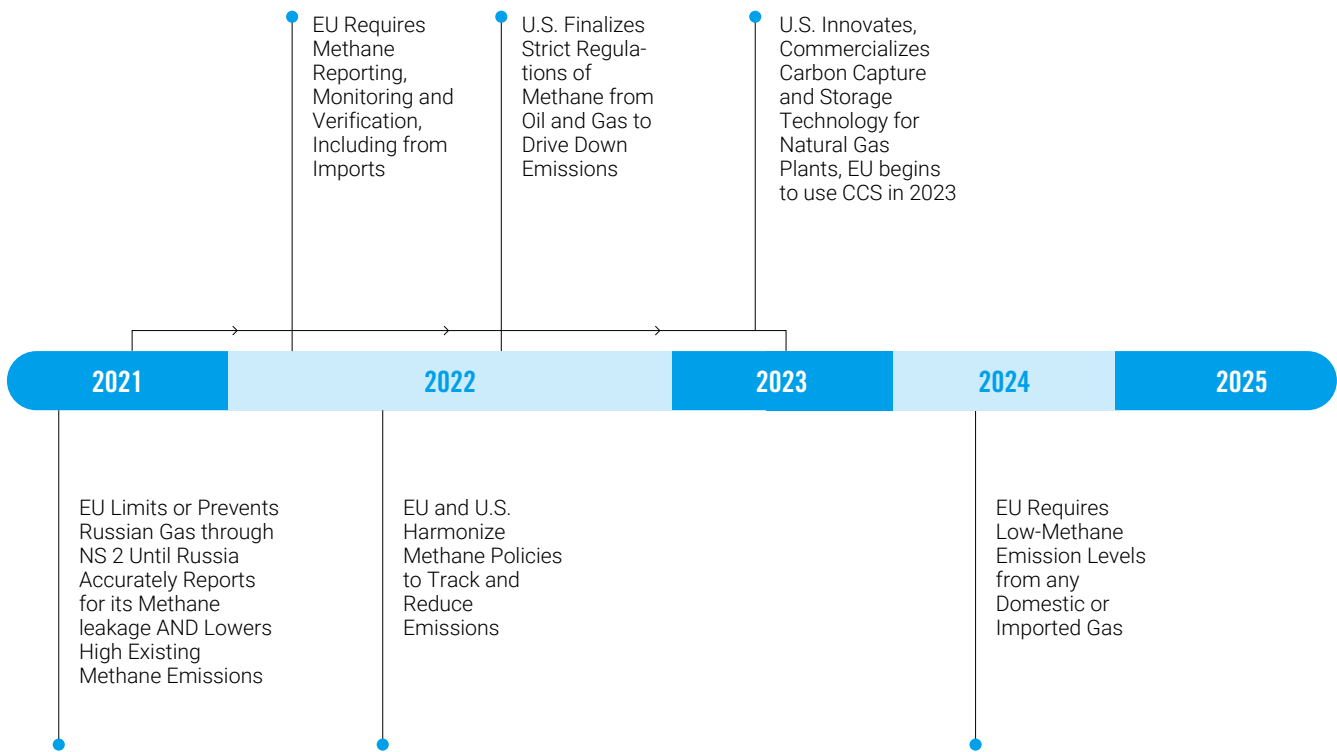 EU Requires
Methane
Reporting,
Monitoring and
Verification,
Including from
Imports
U.S. Finalizes
Strict Regula-
tions of
Methane from
Oil and Gas to
Drive Down
Emissions
U.S. Innovates,
Commercializes
Carbon Capture
and Storage
Technology for
Natural Gas
Plants, EU begins
to use CCS in 2023
2021
2022
2023
2024
2025
EU Limits or Prevents
Russian Gas through
NS 2 Until Russia
Accurately Reports
for its Methane
leakage AND Lowers
High Existing
Methane Emissions
EU and U.S.
Harmonize
Methane Policies
to Track and
Reduce
Emissions
EU Requires
Low-Methane
Emission Levels
from any
Domestic or
Imported Gas